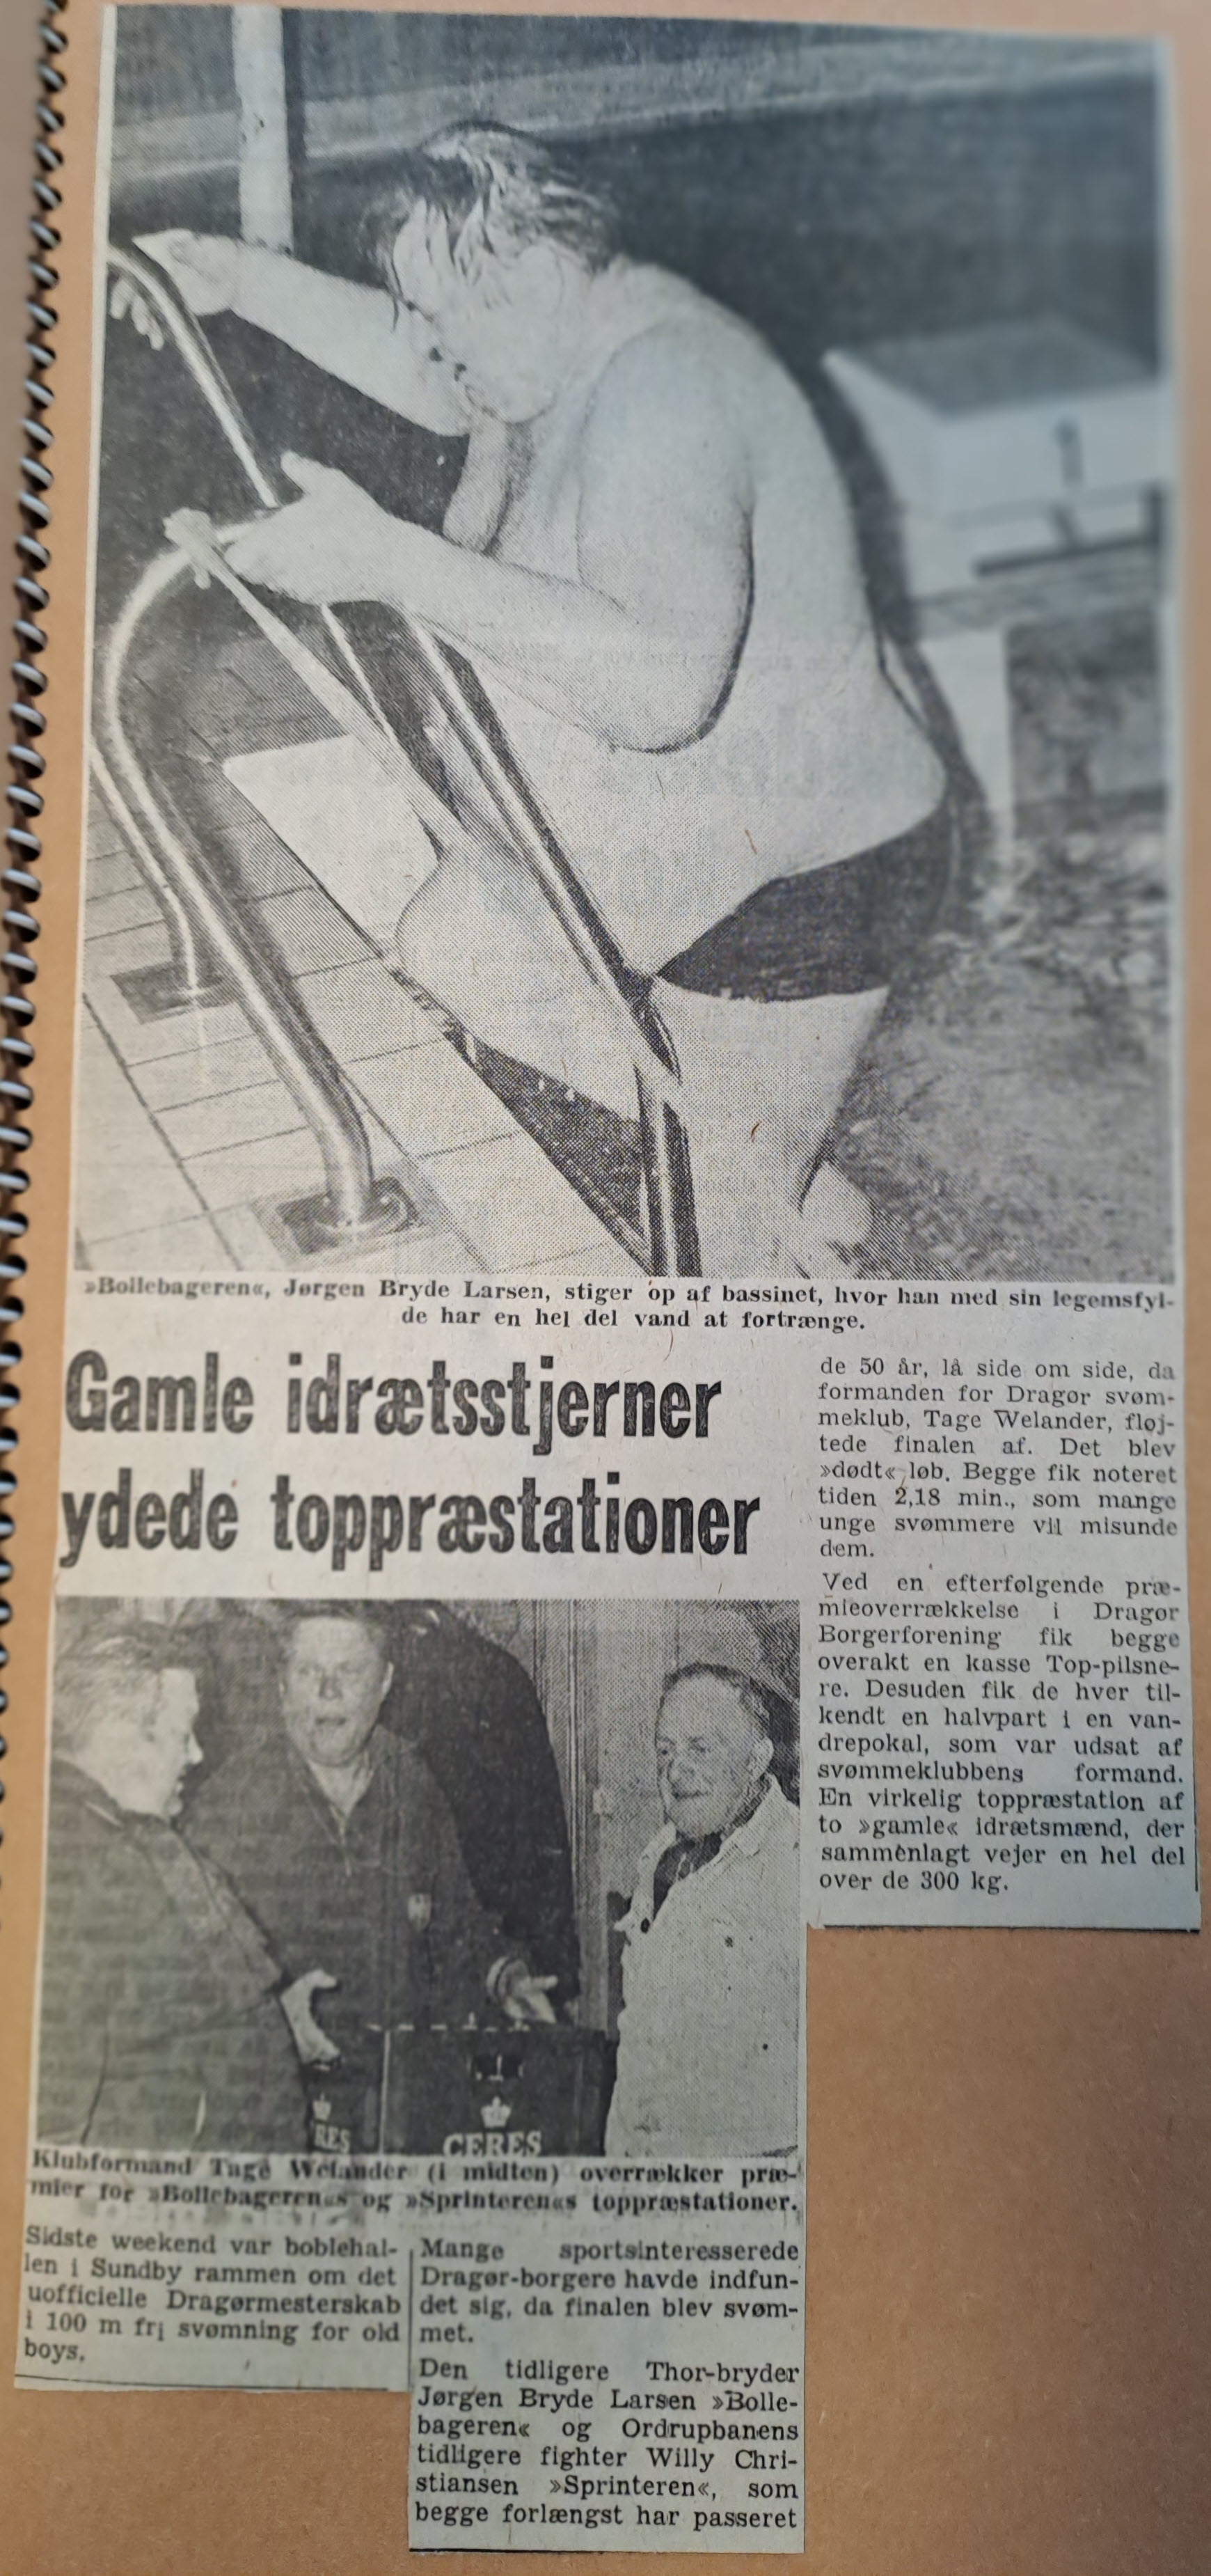 »Bollebageren«, Jørgen Bryde Larsen, stiger op af bassinet, hvor han med sin legemsfyl-
de har en hel del vand at fortrænge.
Gamle idrætsstjerner
ydede toppræstationer
RES
CERES
Klubformand Tage Welander (i midten) overrækker præ-
mier for »Bollebageren«s og »Sprinteren«s toppræstationer.
Sidste weekend var boblehal-
len i Sundby rammen om det
uofficielle Dragørmesterskab
i 100 m fri svømning for old
boys.
Mange sportsinteresserede
Dragør-borgere havde indfun-
det sig, da finalen blev svøm-
met.
Den tidligere Thor-bryder
Jørgen Bryde Larsen »Bolle-
bageren« og Ordrupbanens
tidligere fighter Willy Chri-
stiansen »Sprinteren«, som
begge forlængst har passeret
de 50 år, lå side om side, da
formanden for Dragør svøm-
meklub, Tage Welander, fløj-
tede finalen af. Det blev
»dødt« løb. Begge fik noteret
tiden 2,18 min., som mange
unge svømmere vil misunde
dem.
Ved en efterfølgende præ-
mieoverrækkelse i Dragør
Borgerforening fik begge
overakt en kasse Top-pilsne-
re. Desuden fik de hver til-
kendt en halvpart i en van-
drepokal, som var udsat af
svømmeklubbens formand.
En virkelig toppræstation af
to »gamle« idrætsmænd, der
sammenlagt vejer en hel del
over de 300 kg.